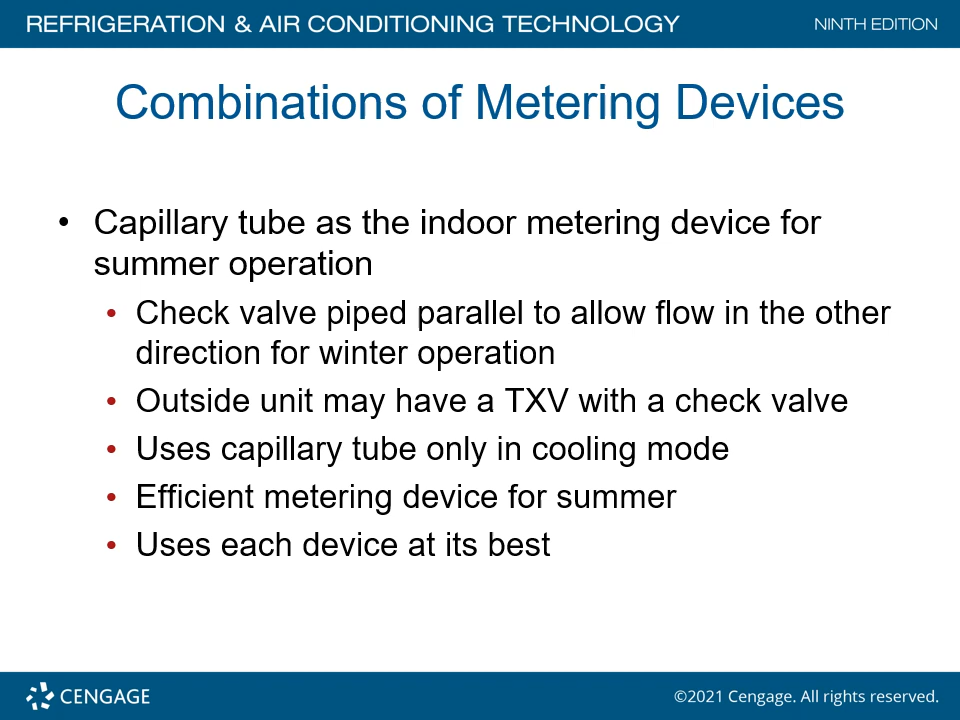 REFRIGERATION & AIR CONDITIONING TECHNOLOGY NINTH EDITION
Combinations of Metering Devices
• Capillary tube as the indoor metering device for
summer operation
• Check valve piped parallel to allow flow in the other
direction for winter operation
• Outside unit may have a TXV with a check valve
• Uses capillary tube only in cooling mode
• Efficient metering device for summer
• Uses each device at its best
CENGAGE ©2021 Cengage. All rights reserved.